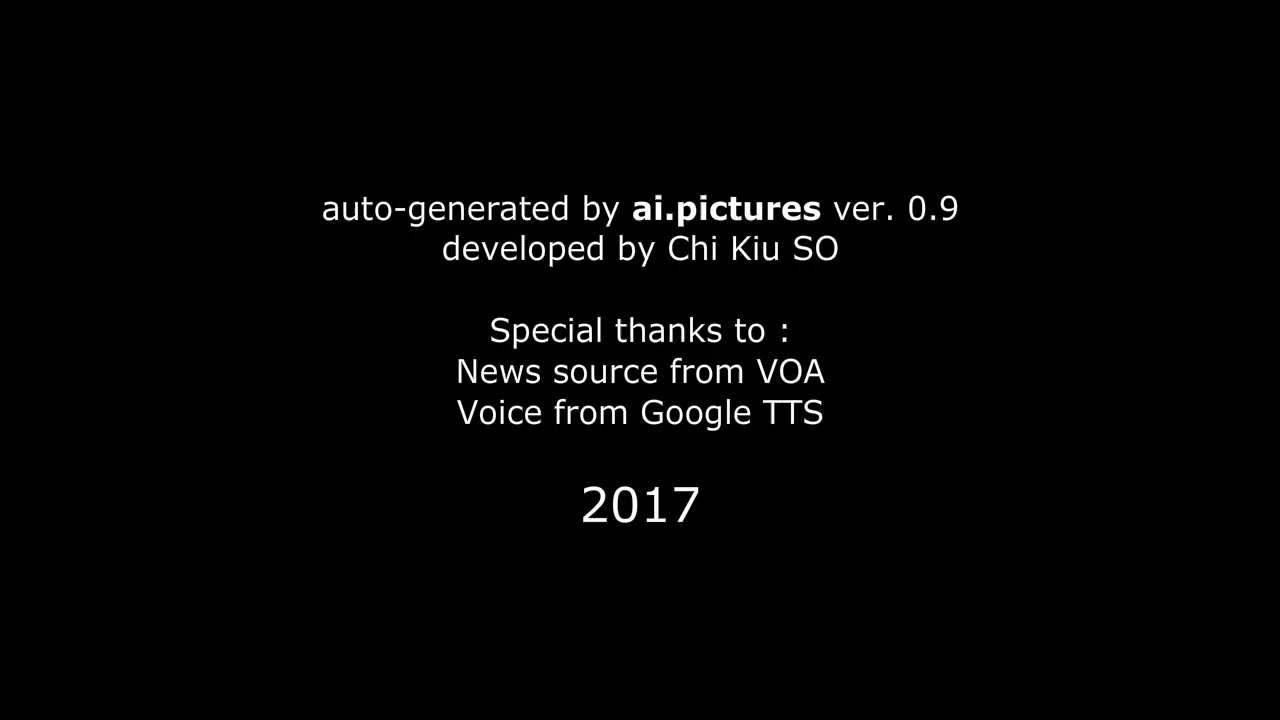 auto-generated by ai.pictures ver. 0.9
developed by Chi Kiu SO
Special thanks to :
News source from VOA
Voice from Google TTS
2017